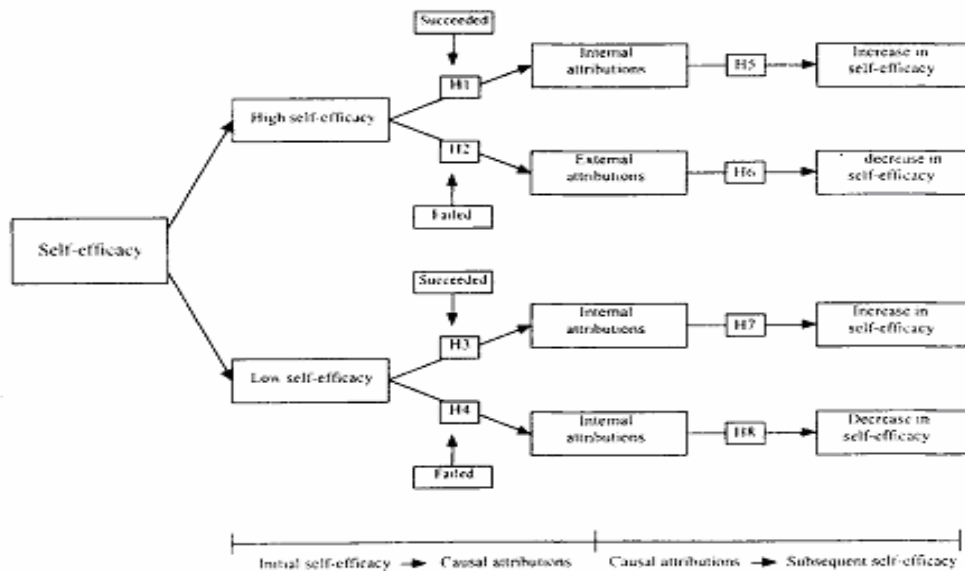 Succeeded
Internal
attributions
H5
Increase in
self-efficacy
H1
High self-efficacy
H2
External
attributions
H6
decrease in
self-efficacy
Failed
Self-efficacy
Succeeded
Internal
attributions
H7
Increase in
self-efficacy
H3
Low self-efficacy
H4
Internal
attributions
H8
Decrease in
self-efficacy
Failed
Initial self-efficacy
Causal attributions
Causal attributions
Subsequent self-efficacy